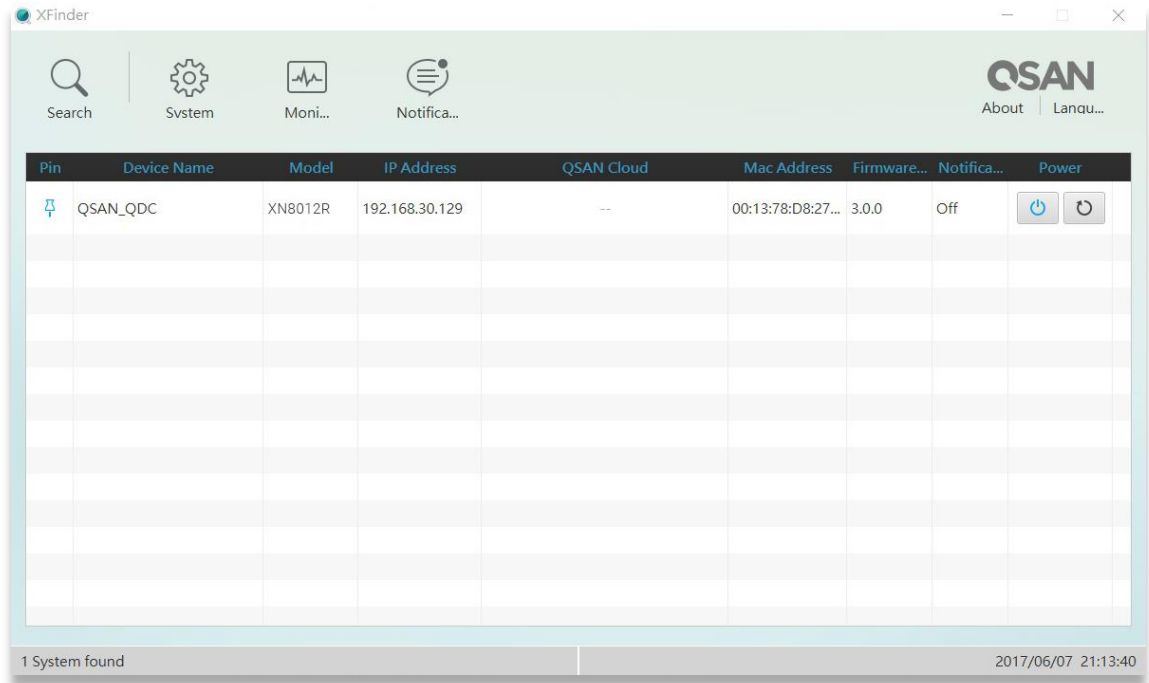 XFinder
QSAN
Search System Moni... Notifica... About Langu...
Pin Device Name Model IP Address QSAN Cloud Mac Address Firmware... Notifica... Power
QSAN_QDC XN8012R 192.168.30.129 -- 00:13:78:D8:27... 3.0.0 Off
1 System found 2017/06/07 21:13:40